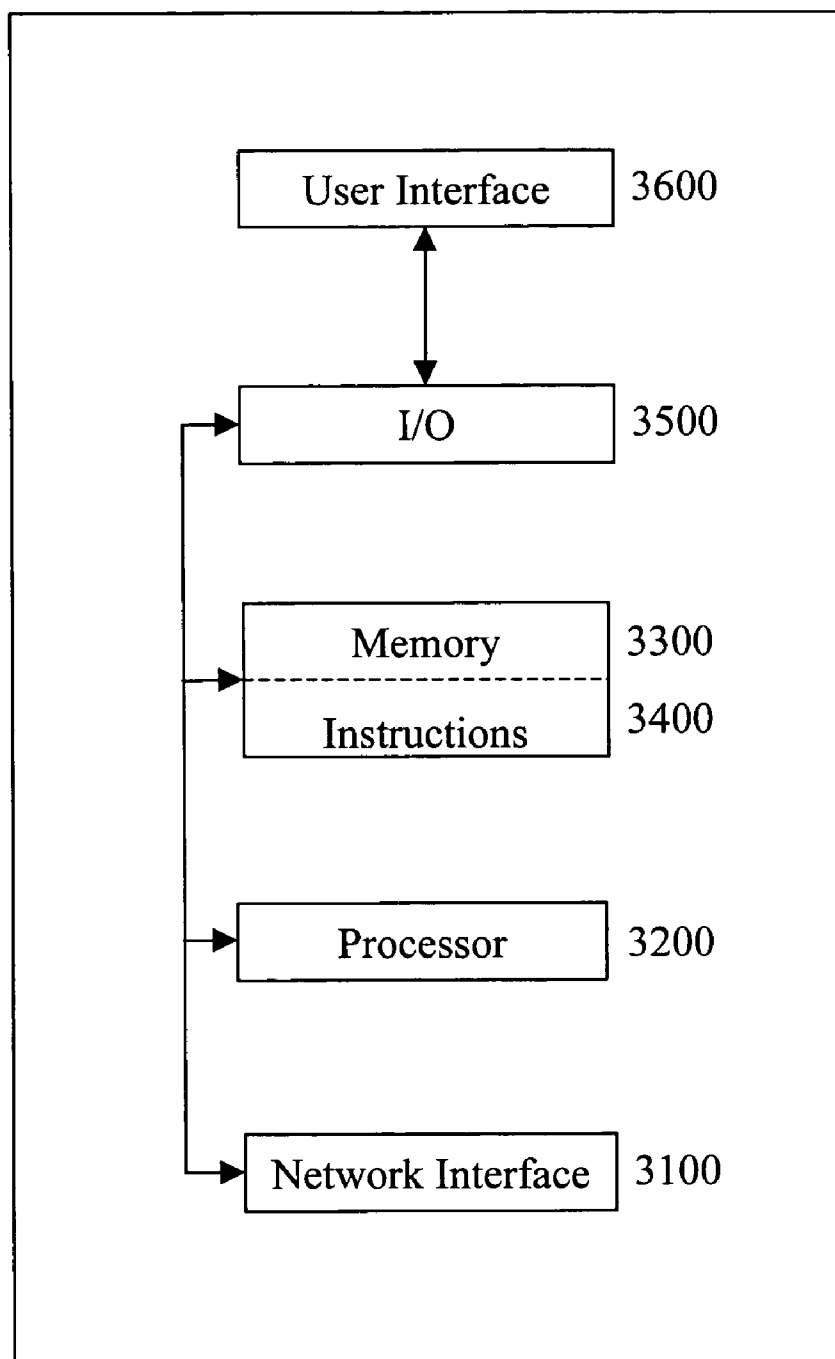 User Interface 3600
I/O 3500
Memory 3300
Instructions 3400
Processor 3200
Network Interface 3100